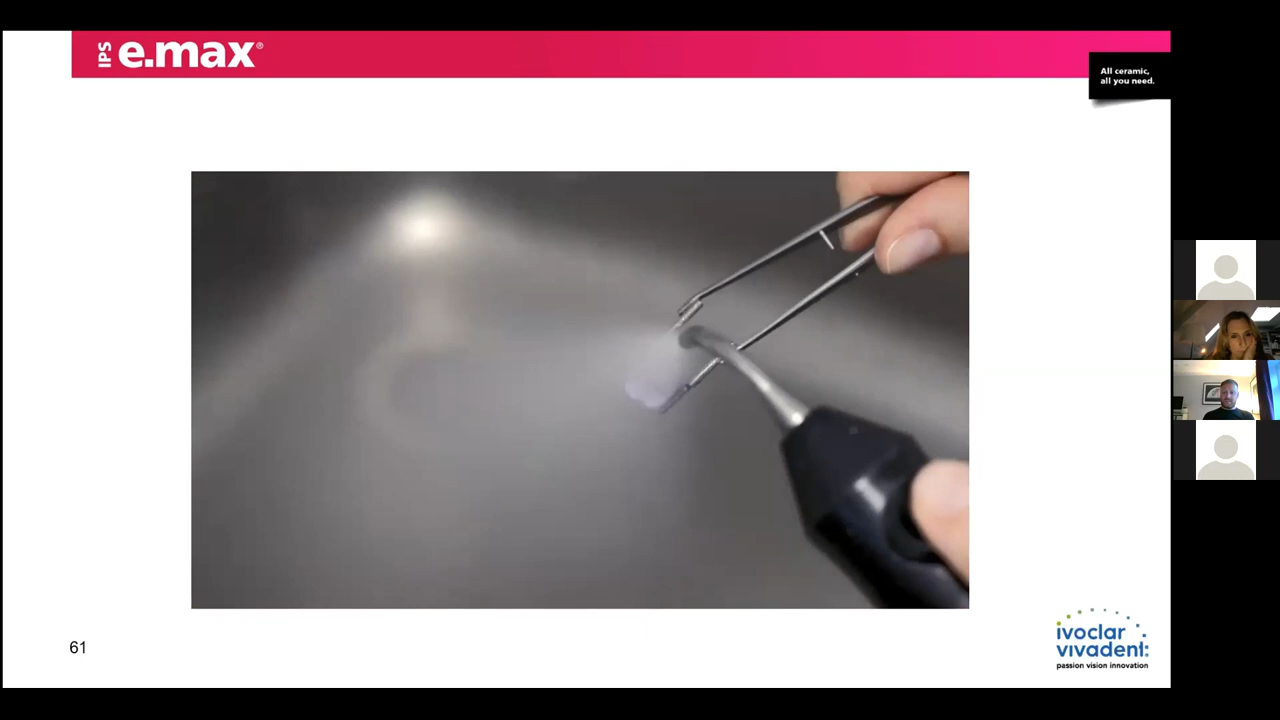 IPS e.max®
All ceramic,
all you need.
61
ivoclar
vivadent:
passion vision innovation